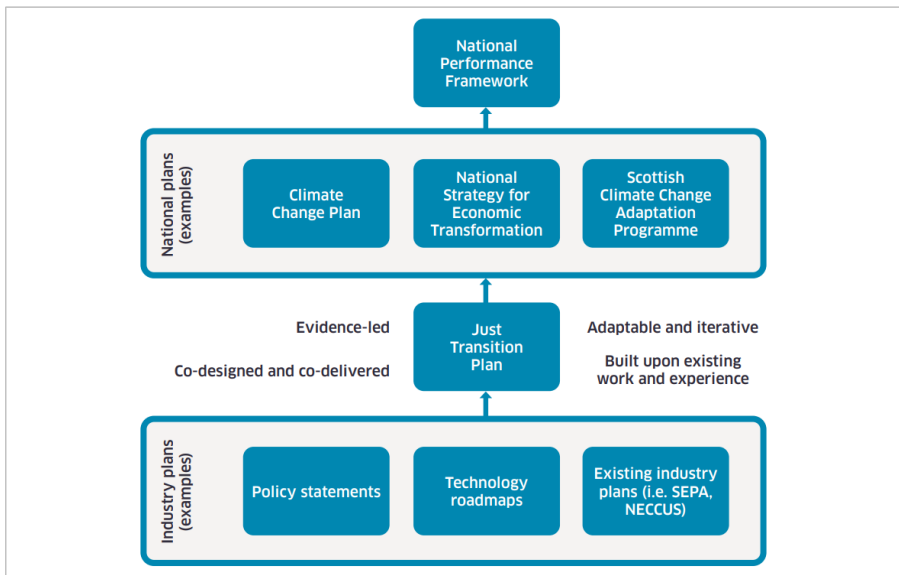 National
Performance
Framework
National plans
(examples)
Climate
Change Plan
National
Strategy for
Economic
Transformation
Scottish
Climate Change
Adaptation
Programme
Evidence-led
Co-designed and co-delivered
Just
Transition
Plan
Adaptable and iterative
Built upon existing
work and experience
Industry plans
(examples)
Policy statements
Technology
roadmaps
Existing industry
plans (i.e. SEPA,
NECCUS)